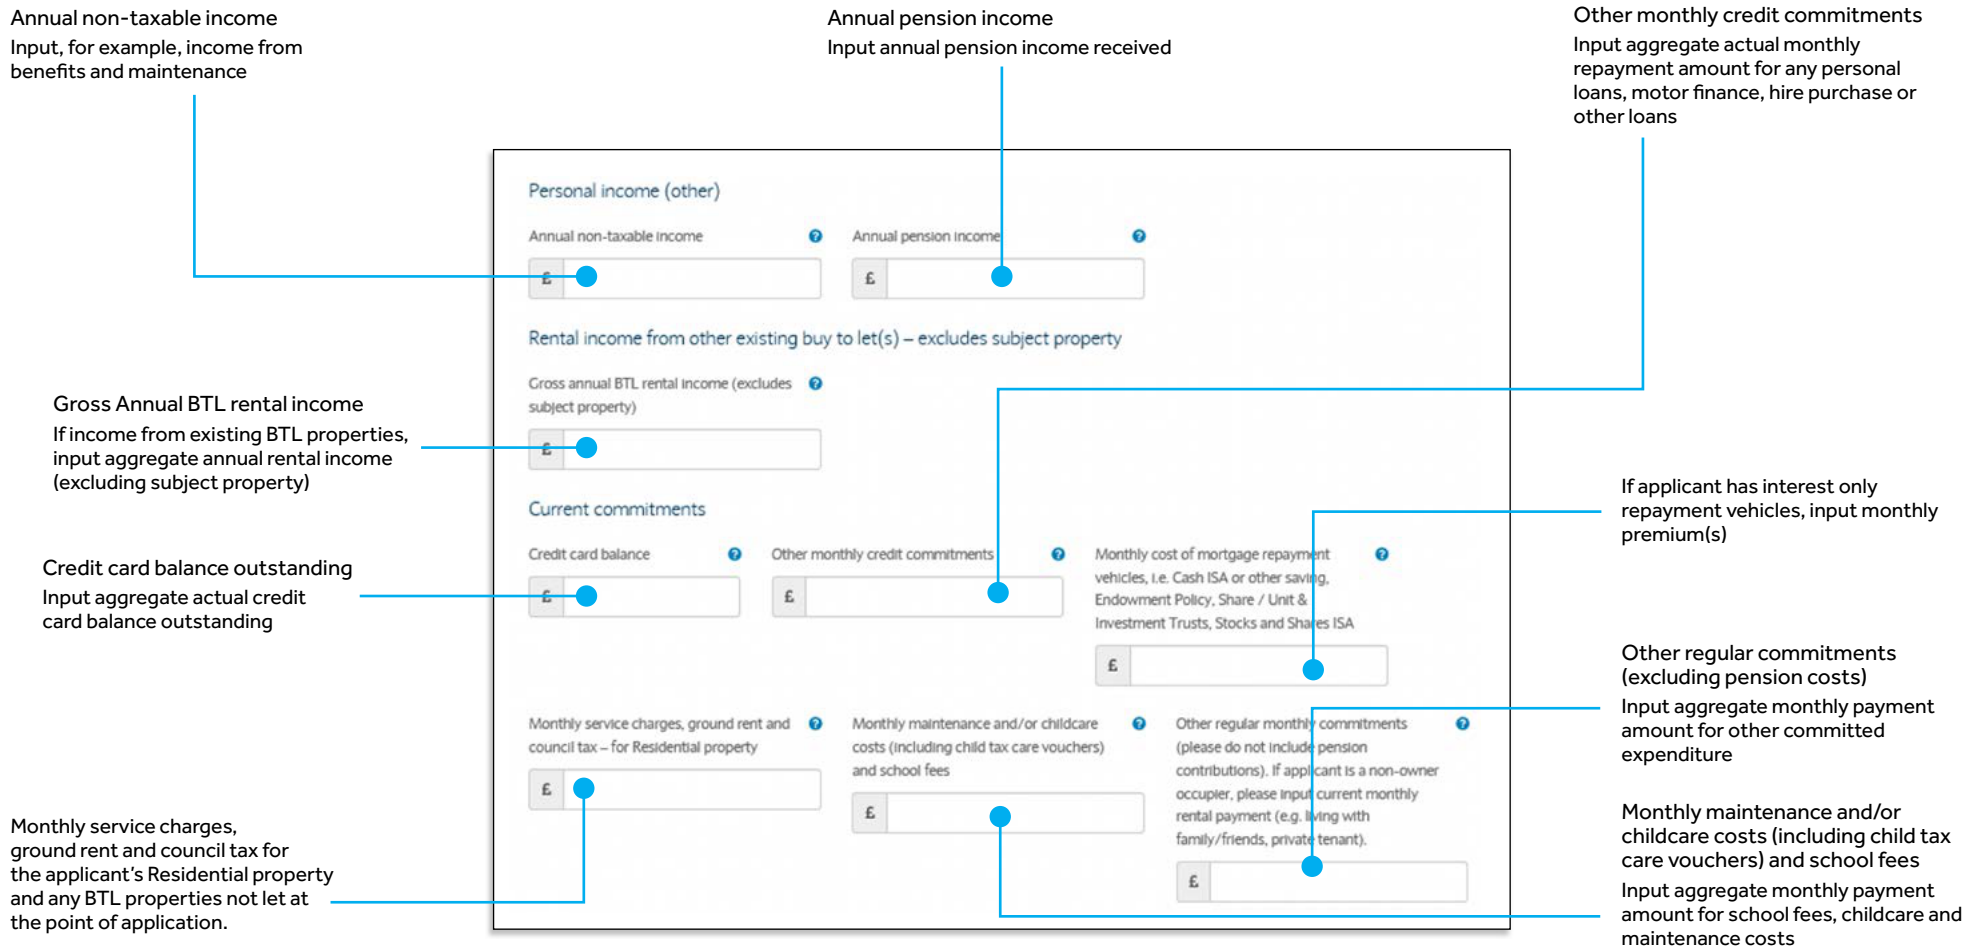 Annual non-taxable income
Input, for example, income from
benefits and maintenance
Annual pension income
Input annual pension income received
Other monthly credit commitments
Input aggregate actual monthly
repayment amount for any personal
loans, motor finance, hire purchase or
other loans
Personal income (other)
Annual non-taxable income ?
£
Annual pension income ?
£
Rental income from other existing buy to let(s) – excludes subject property
Gross annual BTL rental income (excludes ?
subject property)
£
Gross Annual BTL rental income
If income from existing BTL properties,
input aggregate annual rental income
(excluding subject property)
Current commitments
Credit card balance ?
£
Other monthly credit commitments ?
£
Monthly cost of mortgage repayment ?
vehicles, i.e. Cash ISA or other saving,
Endowment Policy, Share / Unit &
Investment Trusts, Stocks and Shares ISA
£
If applicant has interest only
repayment vehicles, input monthly
premium(s)
Credit card balance outstanding
Input aggregate actual credit
card balance outstanding
Monthly service charges, ground rent and ?
council tax – for Residential property
£
Monthly maintenance and/or childcare ?
costs (including child tax care vouchers)
and school fees
£
Other regular monthly commitments ?
(please do not include pension
contributions). If applicant is a non-owner
occupier, please input current monthly
rental payment (e.g. living with
family/friends, private tenant).
£
Other regular commitments
(excluding pension costs)
Input aggregate monthly payment
amount for other committed
expenditure
Monthly service charges,
ground rent and council tax for
the applicant’s Residential property
and any BTL properties not let at
the point of application.
Monthly maintenance and/or
childcare costs (including child tax
care vouchers) and school fees
Input aggregate monthly payment
amount for school fees, childcare and
maintenance costs